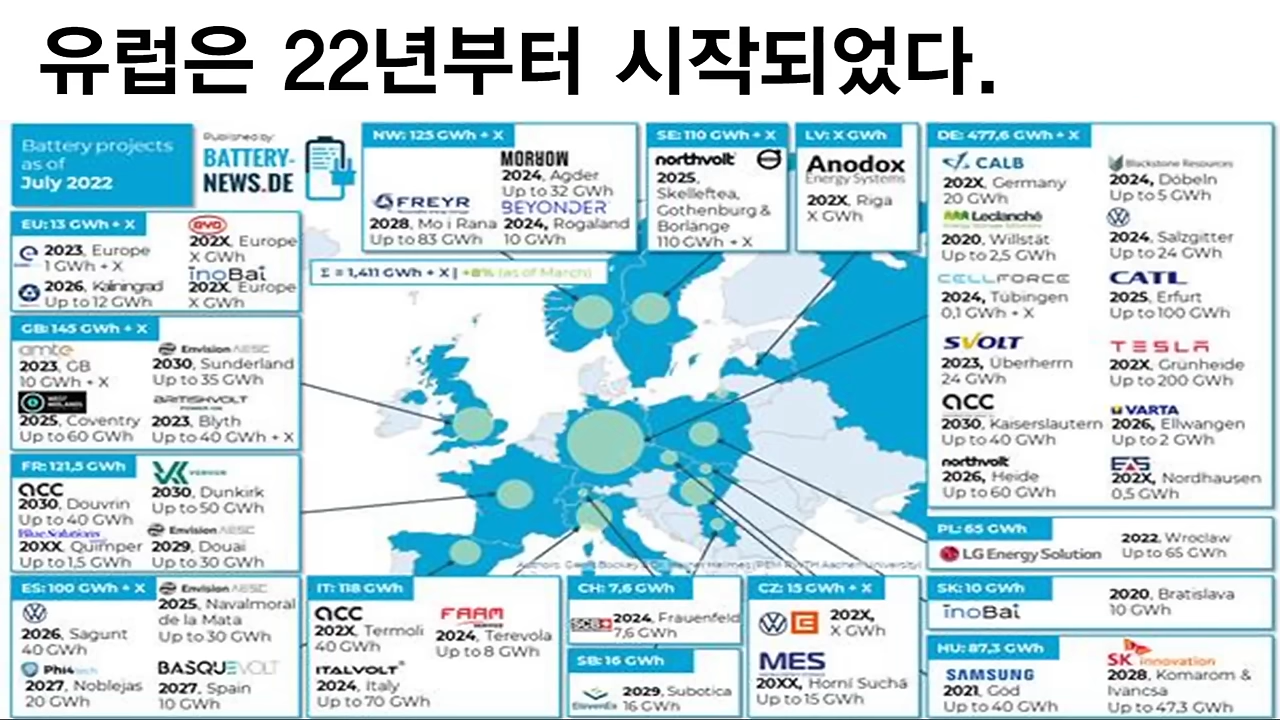 유럽은 22년부터 시작되었다.
Battery projects
as of
July 2022
Published by:
BATTERY-
NEWS.DE
EU: 13 GWh + X
2023, Europe
1 GWh + X
2026, Kaliningrad
Up to 12 GWh
BYD
202X, Europe
X GWh
inoBat
202X, Europe
X GWh
NW: 125 GWh + X
FREYR
2028, Mo i Rana
Up to 83 GWh
MORROW
2024, Agder
Up to 32 GWh
BEYONDER
2024, Rogaland
10 GWh
SE: 110 GWh + X
northvolt
2025,
Skelleftea,
Gothenburg &
Borlänge
110 GWh + X
LV: X GWh
Anodox
Energy Systems
202X, Riga
X GWh
DE: 477,6 GWh + X
CALB
202X, Germany
20 GWh
Leclanché
2020, Willstät
Up to 2,5 GWh
CELLFORCE
2024, Tübingen
0,1 GWh + X
SVOLT
2023, Überherrn
24 GWh
acc
2030, Kaiserslautern
Up to 40 GWh
northvolt
2026, Heide
Up to 60 GWh
Blackstone Resources
2024, Döbeln
Up to 5 GWh
2024, Salzgitter
Up to 24 GWh
CATL
2025, Erfurt
Up to 100 GWh
TESLA
202X, Grünheide
Up to 200 GWh
VARTA
2026, Ellwangen
Up to 2 GWh
EAS
202X, Nordhausen
0,5 GWh
Σ = 1,411 GWh + X | +8% (as of March)
GB: 145 GWh + X
amte
2023, GB
10 GWh + X
WEST MIDLANDS
2025, Coventry
Up to 60 GWh
Envision AESC
2030, Sunderland
Up to 35 GWh
BRITISHVOLT
2023, Blyth
Up to 40 GWh + X
FR: 121,5 GWh
acc
2030, Douvrin
Up to 40 GWh
Blue Solutions
20XX, Quimper
Up to 1,5 GWh
VERKOR
2030, Dunkirk
Up to 50 GWh
Envision AESC
2029, Douai
Up to 30 GWh
ES: 100 GWh + X
2026, Sagunt
40 GWh
Phi4tech
2027, Noblejas
20 GWh
Envision AESC
2025, Navalmoral
de la Mata
Up to 30 GWh
BASQUEVOLT
2027, Spain
10 GWh
IT: 118 GWh
acc
202X, Termoli
40 GWh
ITALVOLT
2024, Italy
Up to 70 GWh
FAAM
2024, Terevola
Up to 8 GWh
CH: 7,6 GWh
2024, Frauenfeld
7,6 GWh
SB: 16 GWh
ElevenEs
2029, Subotica
16 GWh
CZ: 15 GWh + X
202X,
X GWh
MES
20XX, Horní Suchá
Up to 15 GWh
PL: 65 GWh
LG Energy Solution
2022, Wroclaw
Up to 65 GWh
SK: 10 GWh
inoBat
2020, Bratislava
10 GWh
HU: 87,3 GWh
SAMSUNG
2021, Göd
Up to 40 GWh
SK innovation
2028, Komarom &
Ivancsa
Up to 47,3 GWh